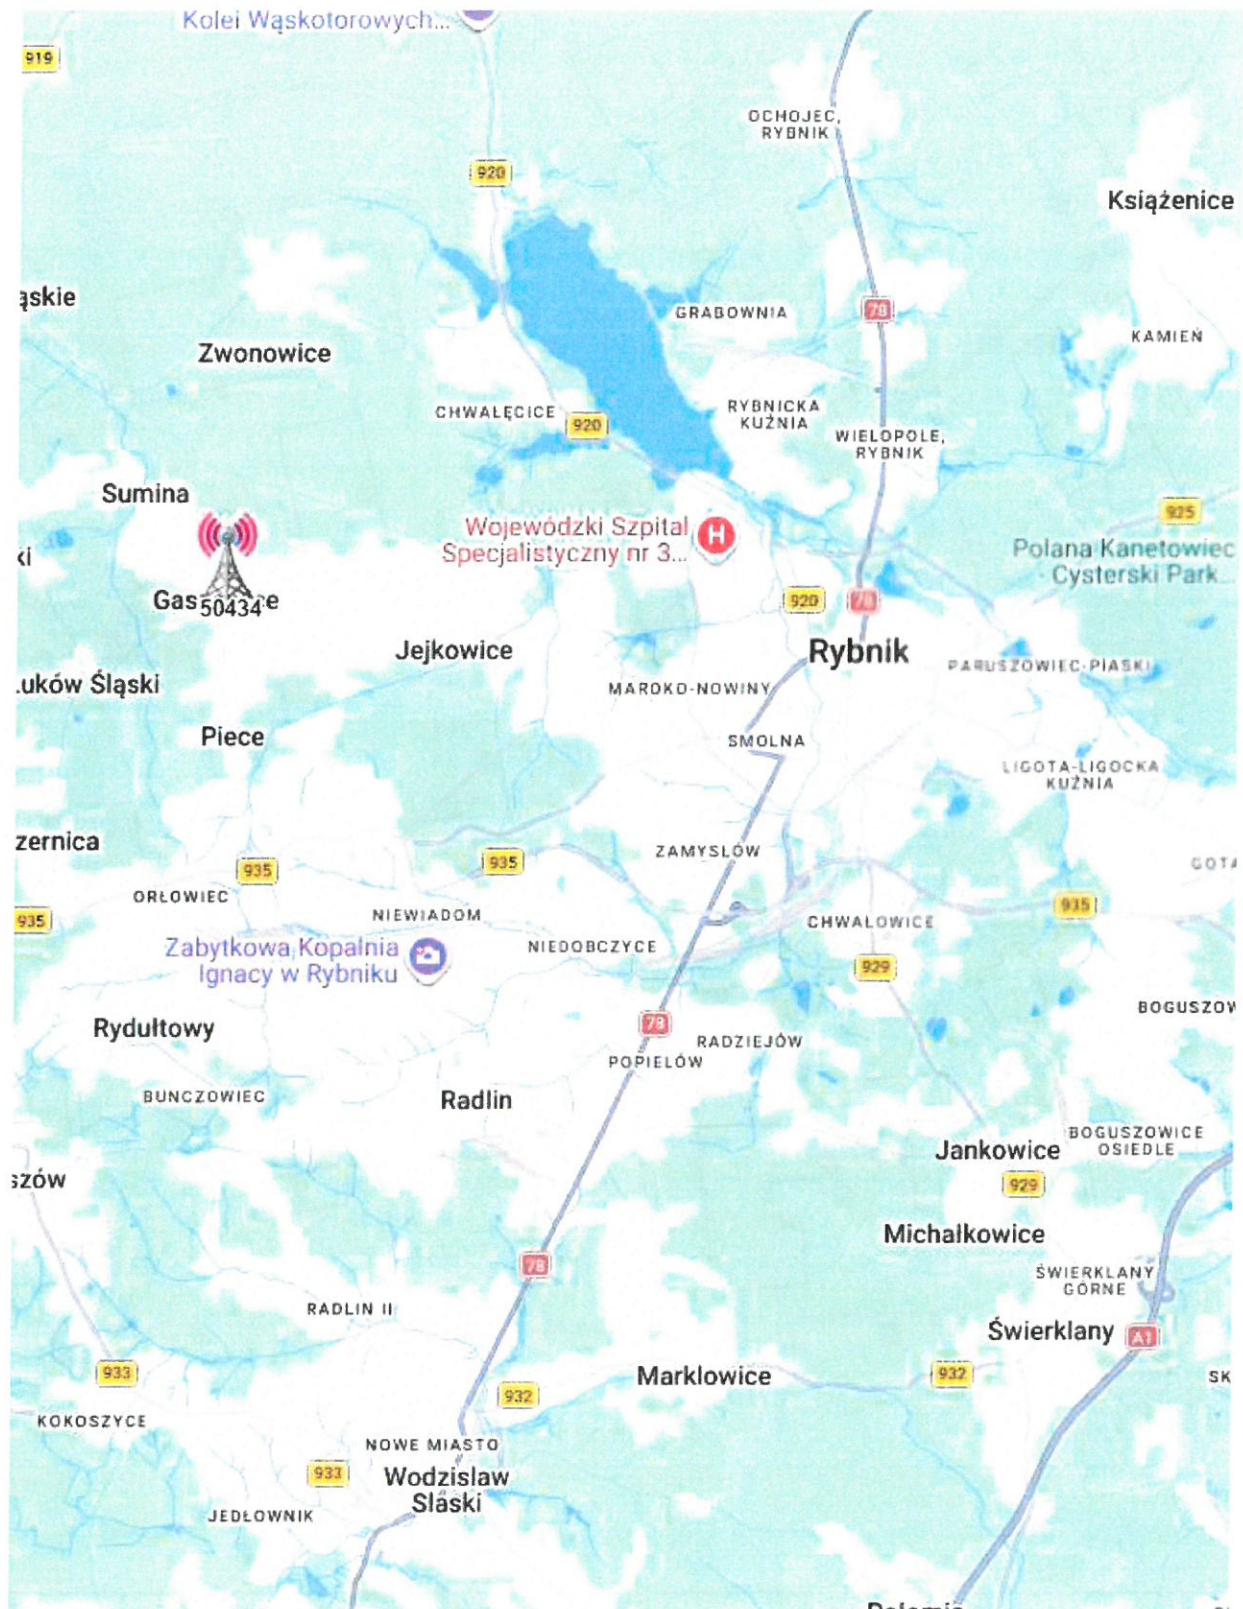 Kolei Wąskotorowych...
919
OCHOJEC,
RYBNIK
920
Książenice
ąskie
GRABOWNIA
78
KAMIEŃ
Zwonowice
CHWAŁĘCICE
920
RYBNICKA
KUŹNIA
WIELOPOLE,
RYBNIK
Sumina
925
Wojewódzki Szpital
Specjalistyczny nr 3...
H
Polana Kanetowiec
- Cysterski Park...
ki
50434
920
78
Jejkowice
Rybnik
PARUSZOWIEC-PIASKI
.uków Śląski
MAROKO-NOWINY
Piece
SMOLNA
LIGOTA-LIGOCKA
KUŹNIA
zernica
ZAMYSŁÓW
935
935
GOTA
ORŁOWIEC
935
NIEWIADOM
935
CHWAŁOWICE
NIEDOBCZYCE
Zabytkowa Kopalnia
Ignacy w Rybniku
929
BOGUSZOW
Rydułtowy
78
RADZIEJÓW
POPIELÓW
BUŃCZOWIEC
Radlin
BOGUSZOWICE
OSIEDLE
Jankowice
szów
929
Michałkowice
78
ŚWIERKLANY
GÓRNE
RADLIN II
Świerklany
A1
933
Marklowice
932
SK
932
KOKOSZYCE
NOWE MIASTO
933
Wodzisław
Śląski
JEDŁOWNIK